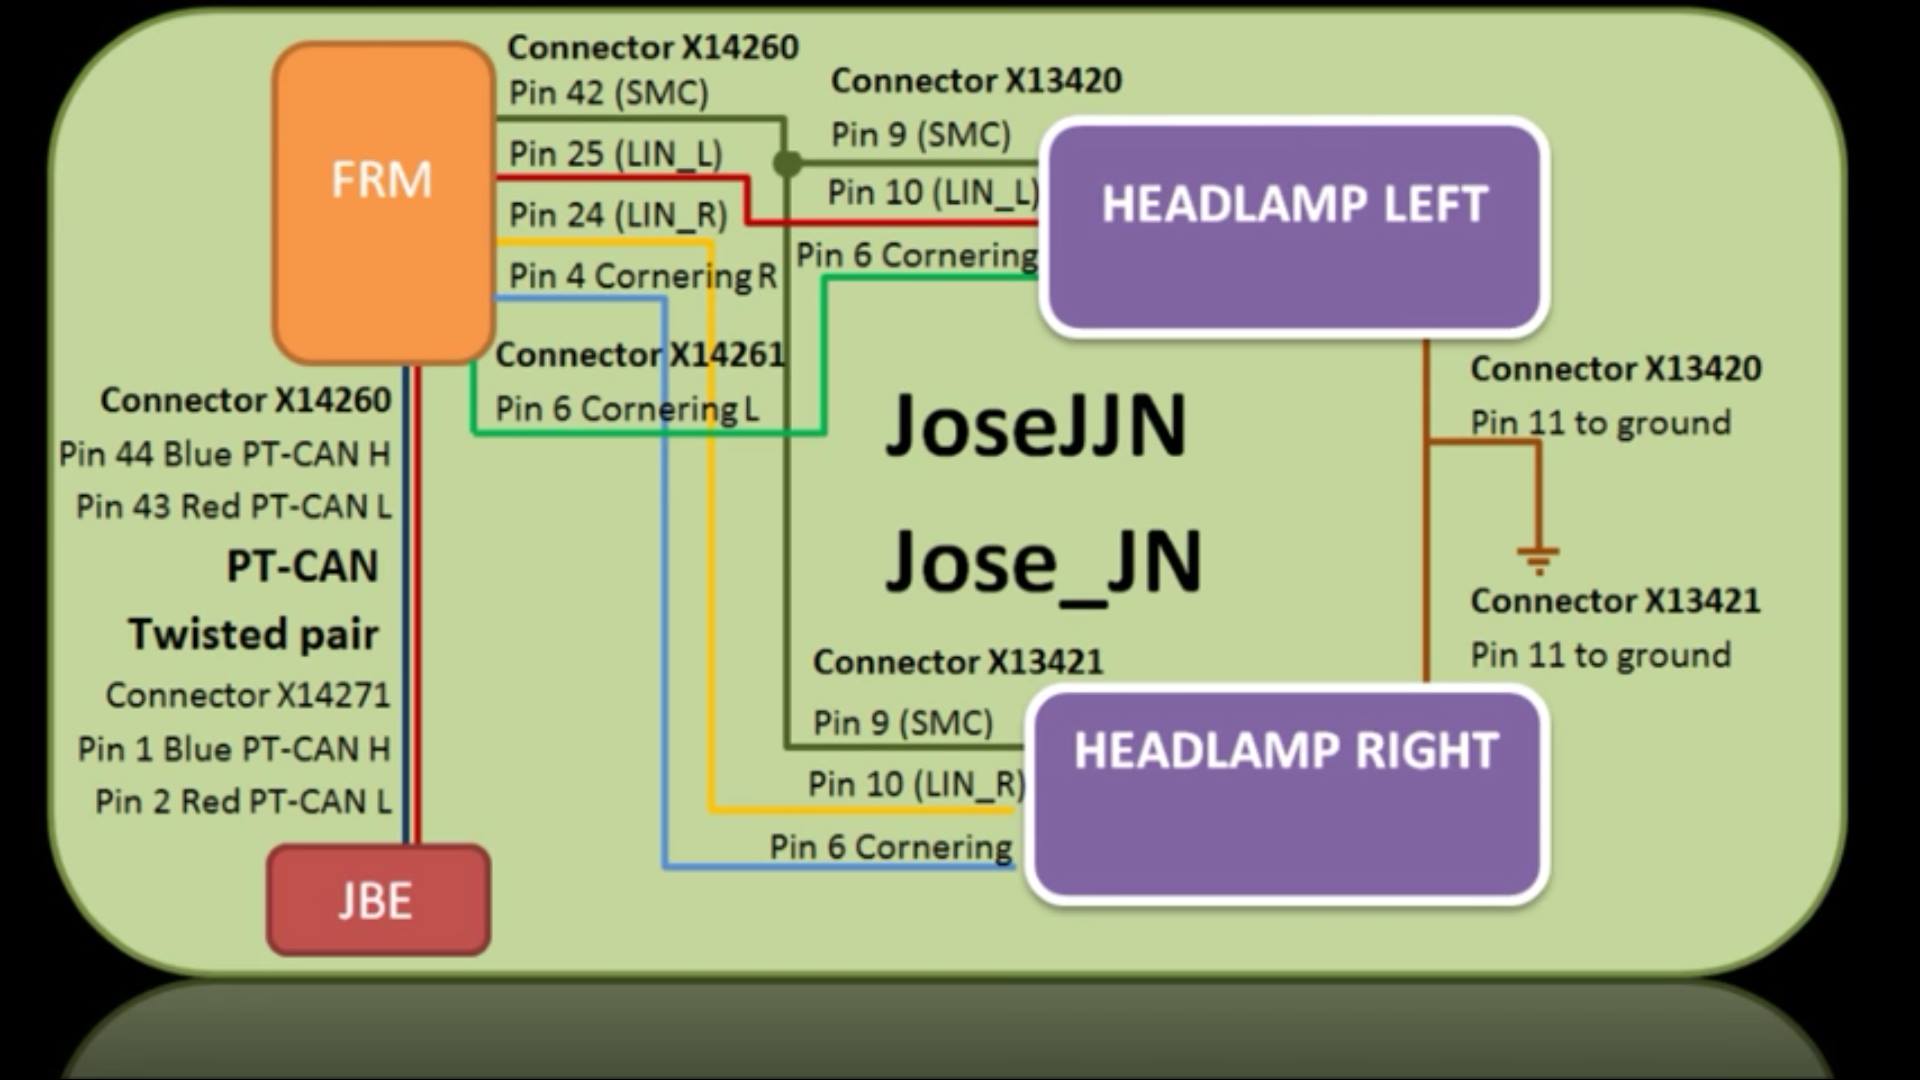 Connector X14260
Pin 42 (SMC)
Pin 25 (LIN_L)
Pin 24 (LIN_R)
Pin 4 Cornering R
Connector X14261
Pin 6 Cornering L
FRM
Connector X13420
Pin 9 (SMC)
Pin 10 (LIN_L)
Pin 6 Cornering
HEADLAMP LEFT
Connector X14260
Pin 44 Blue PT-CAN H
Pin 43 Red PT-CAN L
PT-CAN
Twisted pair
Connector X14271
Pin 1 Blue PT-CAN H
Pin 2 Red PT-CAN L
JBE
JoseJJN
Jose_JN
Connector X13420
Pin 11 to ground
Connector X13421
Pin 11 to ground
Connector X13421
Pin 9 (SMC)
Pin 10 (LIN_R)
Pin 6 Cornering
HEADLAMP RIGHT